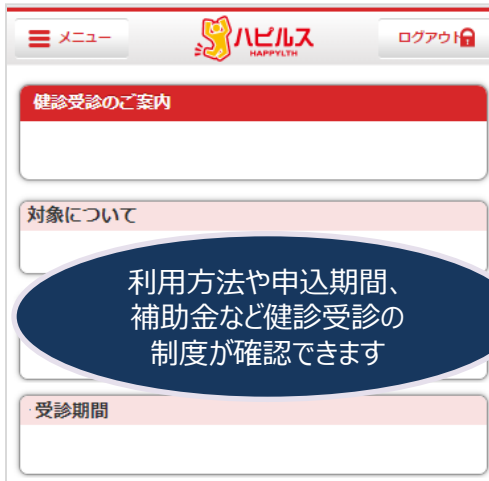 メニュー
ハピルス
HAPPYLTH
ログアウト
健診受診のご案内
対象について
利用方法や申込期間、
補助金など健診受診の
制度が確認できます
受診期間